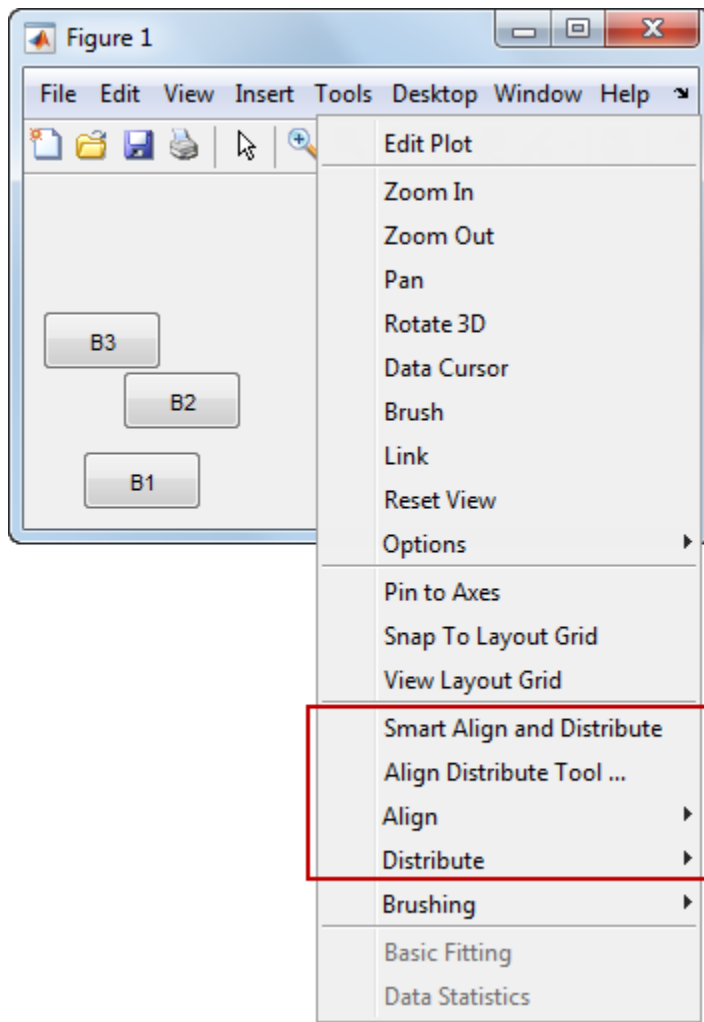 Figure 1
File Edit View Insert Tools Desktop Window Help
Edit Plot
Zoom In
Zoom Out
Pan
Rotate 3D
Data Cursor
Brush
Link
Reset View
Options
Pin to Axes
Snap To Layout Grid
View Layout Grid
Smart Align and Distribute
Align Distribute Tool ...
Align
Distribute
Brushing
Basic Fitting
Data Statistics
B3
B2
B1